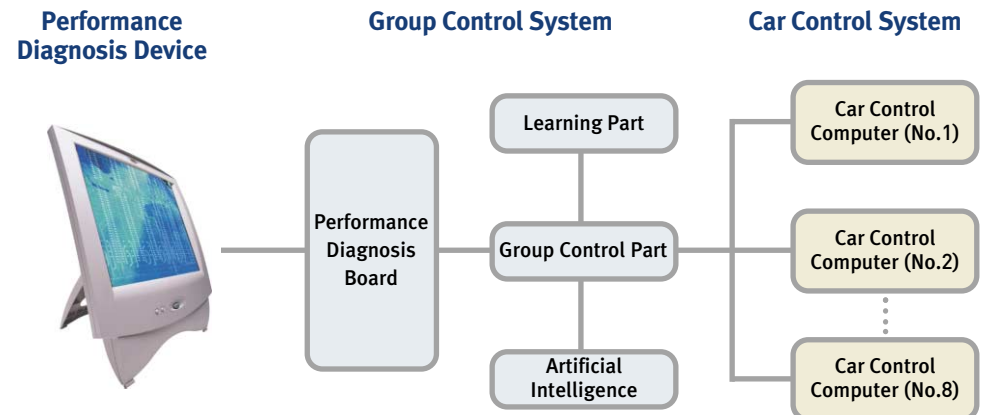 Performance
Diagnosis Device
Group Control System
Car Control System
Performance
Diagnosis
Board
Learning Part
Group Control Part
Artificial
Intelligence
Car Control
Computer (No.1)
Car Control
Computer (No.2)
Car Control
Computer (No.8)